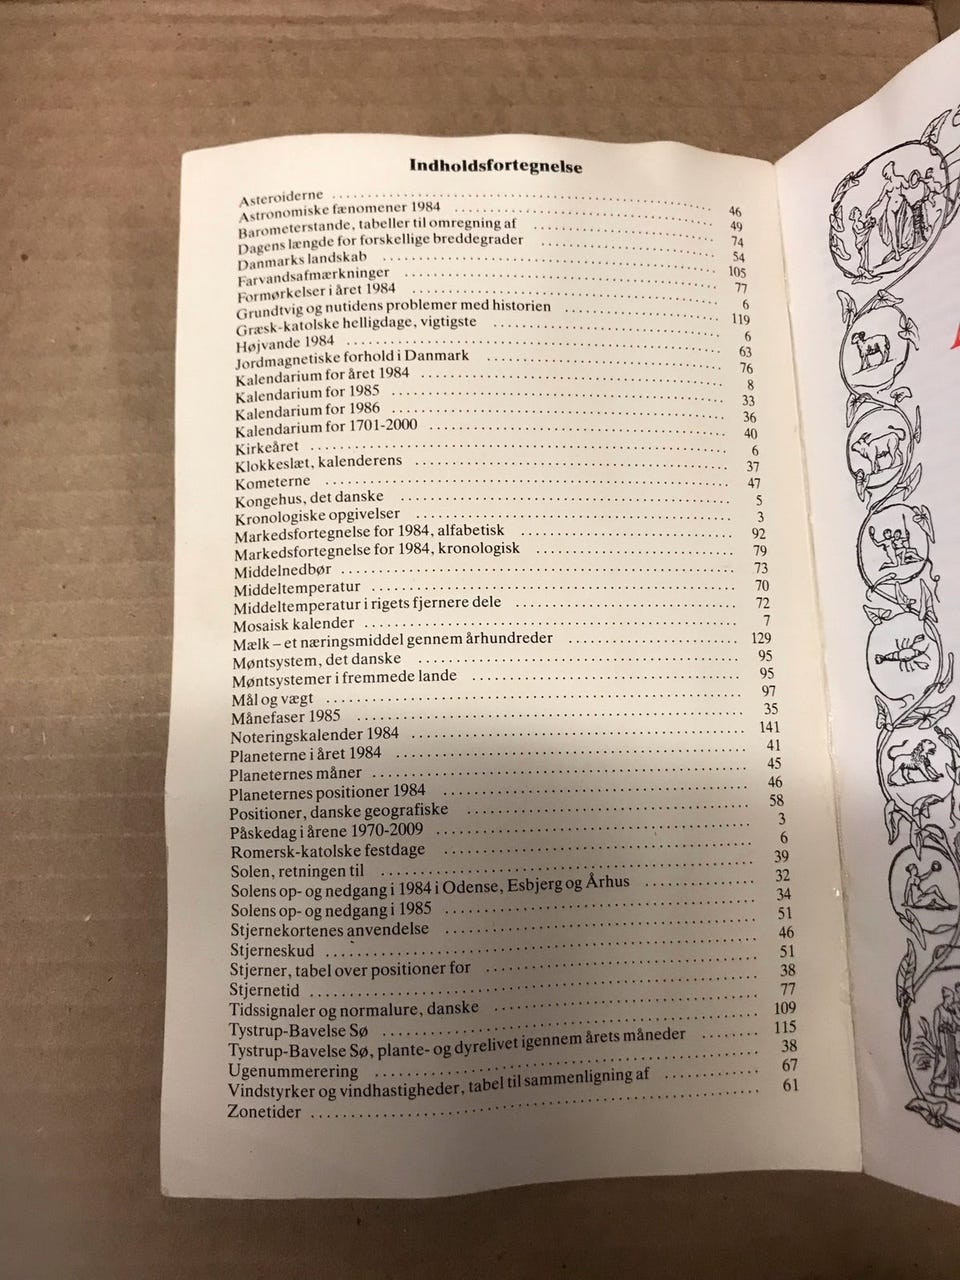 Indholdsfortegnelse
Asteroiderne ........ 46
Astronomiske fænomener 1984 ........ 49
Barometerstande, tabeller til omregning af ........ 74
Dagens længde for forskellige breddegrader ........ 54
Danmarks landskab ........ 105
Farvandsafmærkninger ........ 77
Formørkelser i året 1984 ........ 6
Grundtvig og nutidens problemer med historien ........ 119
Græsk-katolske helligdage, vigtigste ........ 6
Højvande 1984 ........ 63
Jordmagnetiske forhold i Danmark ........ 76
Kalendarium for året 1984 ........ 8
Kalendarium for 1985 ........ 33
Kalendarium for 1986 ........ 36
Kalendarium for 1701-2000 ........ 40
Kirkeåret ........ 6
Klokkeslæt, kalenderens ........ 37
Kometerne ........ 47
Kongehus, det danske ........ 5
Kronologiske opgivelser ........ 3
Markedsfortegnelse for 1984, alfabetisk ........ 92
Markedsfortegnelse for 1984, kronologisk ........ 79
Middelnedbør ........ 73
Middeltemperatur ........ 70
Middeltemperatur i rigets fjernere dele ........ 72
Mosaisk kalender ........ 7
Mælk – et næringsmiddel gennem århundreder ........ 129
Møntsystem, det danske ........ 95
Møntsystemer i fremmede lande ........ 95
Mål og vægt ........ 97
Månefaser 1985 ........ 35
Noteringskalender 1984 ........ 141
Planeterne i året 1984 ........ 41
Planeternes måner ........ 45
Planeternes positioner 1984 ........ 46
Positioner, danske geografiske ........ 58
Påskedag i årene 1970-2009 ........ 3
Romersk-katolske festdage ........ 6
Solen, retningen til ........ 39
Solens op- og nedgang i 1984 i Odense, Esbjerg og Århus ........ 32
Solens op- og nedgang i 1985 ........ 34
Stjernekortenes anvendelse ........ 51
Stjerneskud ........ 46
Stjerner, tabel over positioner for ........ 51
Stjernetid ........ 38
Tidssignaler og normalure, danske ........ 77
Tystrup-Bavelse Sø ........ 109
Tystrup-Bavelse Sø, plante- og dyrelivet igennem årets måneder ........ 115
Ugenummerering ........ 38
Vindstyrker og vindhastigheder, tabel til sammenligning af ........ 67
Zonetider ........ 61